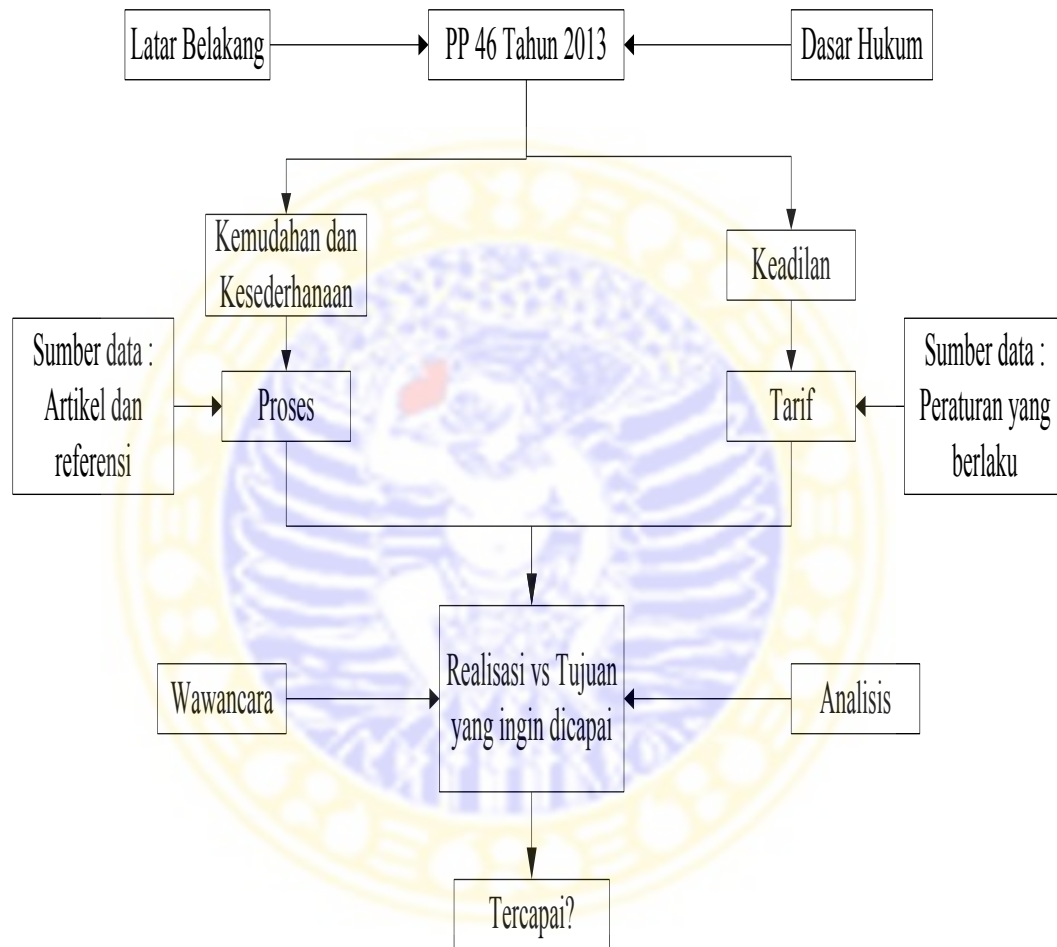 Latar Belakang
PP 46 Tahun 2013
Dasar Hukum
Kemudahan dan
Kesederhanaan
Keadilan
Sumber data :
Artikel dan
referensi
Proses
Tarif
Sumber data :
Peraturan yang
berlaku
Wawancara
Realisasi vs Tujuan
yang ingin dicapai
Analisis
Tercapai?